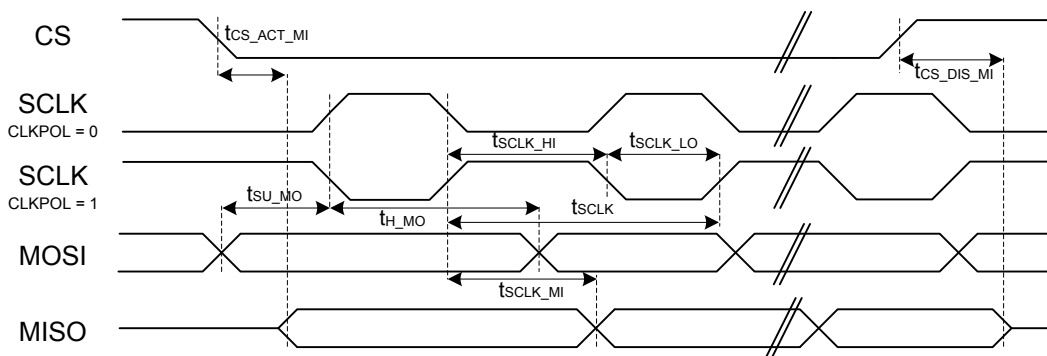 CS
tCS_ACT_MI
tCS_DIS_MI
SCLK
CLKPOL = 0
tSCLK_HI
tSCLK_LO
SCLK
CLKPOL = 1
tSU_MO
tH_MO
tSCLK
MOSI
tSCLK_MI
MISO